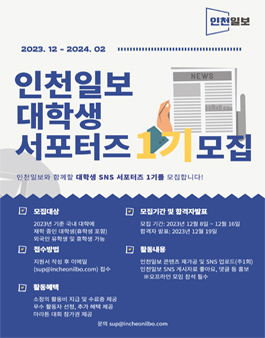 인천일보
2023. 12 - 2024. 02
NEWS
인천일보
대학생
서포터즈 1기 모집
인천일보와 함께할 대학생 SNS 서포터즈 1기를 모집합니다!
모집대상
2023년 기준 국내 대학에
재학 중인 대학생(휴학생 포함)
외국인 유학생 및 휴학생 가능
접수방법
지원서 작성 후 이메일
(sup@incheonilbo.com) 접수
활동혜택
소정의 활동비 지급 및 수료증 제공
우수 활동자 선정, 추가 혜택 제공
마라톤 대회 참가권 제공
모집기간 및 합격자발표
모집 기간: 2023년 12월 8일 ~ 12월 16일
합격자 발표: 2023년 12월 19일
활동내용
인천일보 콘텐츠 재가공 및 SNS 업로드(주1회)
인천일보 SNS 게시자료 좋아요, 댓글 등 홍보
※오프라인 모임 참석 필수
문의 sup@incheonilbo.com